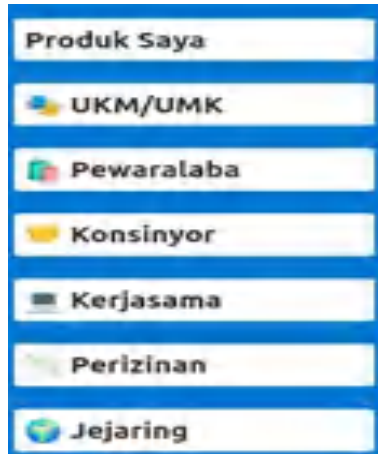 Produk Saya
UKM/UMK
Pewaralaba
Konsinyor
Kerjasama
Perizinan
Jejaring